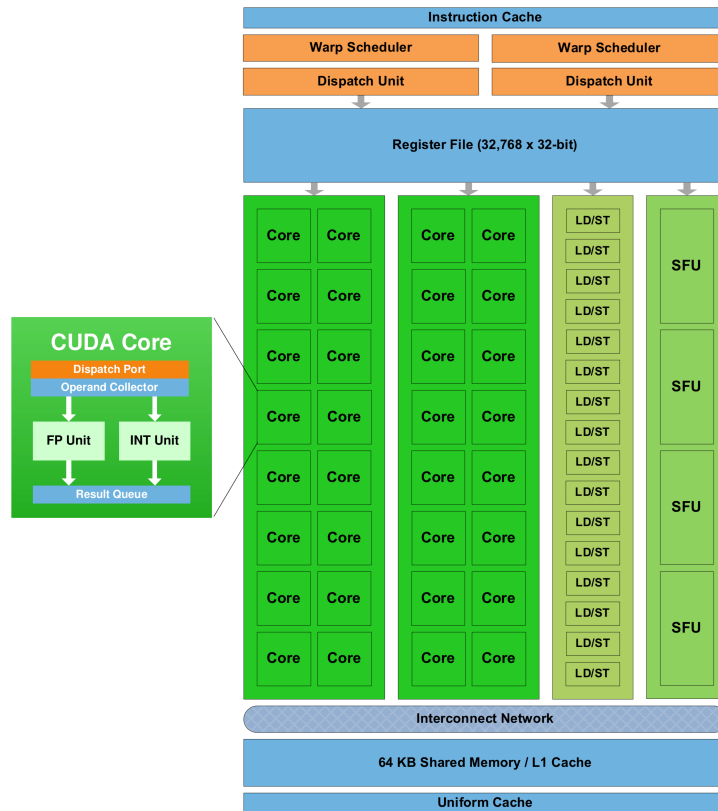 Instruction Cache
Warp Scheduler Warp Scheduler
Dispatch Unit Dispatch Unit
Register File (32,768 x 32-bit)
Core Core Core Core LD/ST SFU
LD/ST
Core Core Core Core LD/ST
LD/ST
Core Core Core Core LD/ST SFU
LD/ST
Core Core Core Core LD/ST
LD/ST
Core Core Core Core LD/ST SFU
LD/ST
Core Core Core Core LD/ST
LD/ST
Core Core Core Core LD/ST SFU
LD/ST
Core Core Core Core LD/ST
LD/ST
CUDA Core
Dispatch Port
Operand Collector
FP Unit INT Unit
Result Queue
Interconnect Network
64 KB Shared Memory / L1 Cache
Uniform Cache